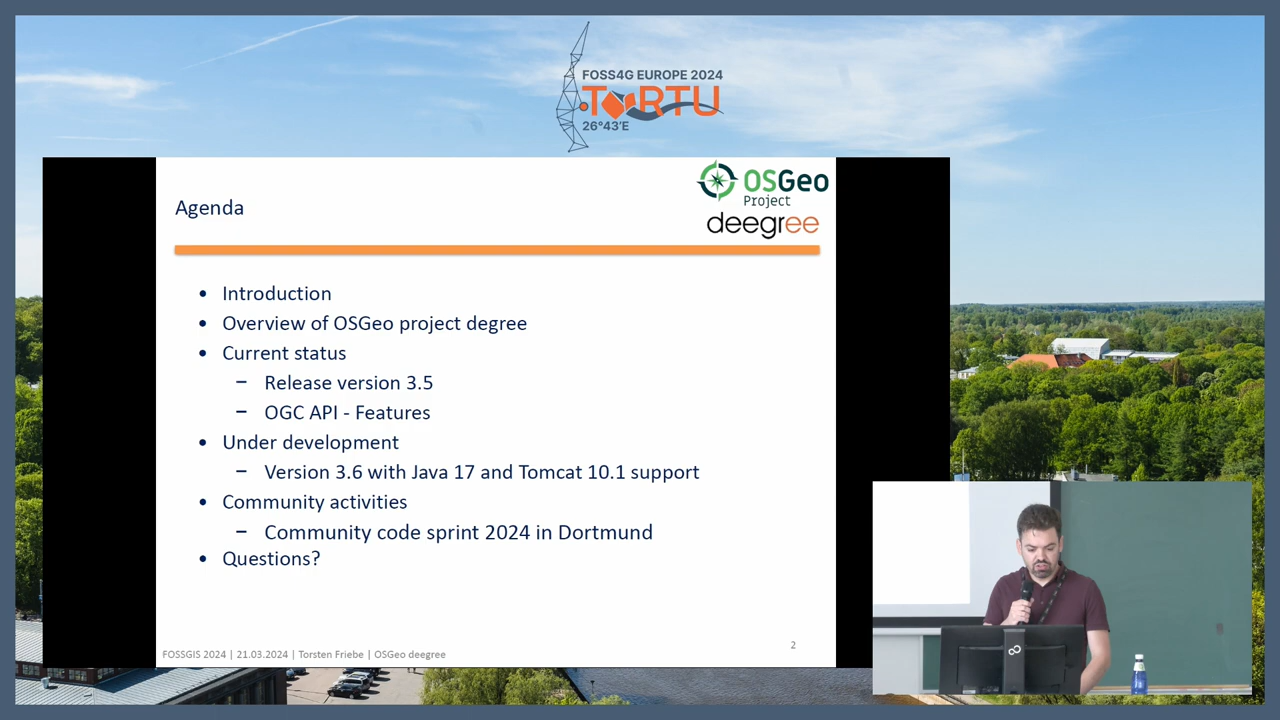 FOSS4G EUROPE 2024
TORTU
26°43'E
OSGeo
Project
deegree
Agenda
• Introduction
• Overview of OSGeo project degree
• Current status
– Release version 3.5
– OGC API - Features
• Under development
– Version 3.6 with Java 17 and Tomcat 10.1 support
• Community activities
– Community code sprint 2024 in Dortmund
• Questions?
FOSSGIS 2024 | 21.03.2024 | Torsten Friebe | OSGeo deegree
2